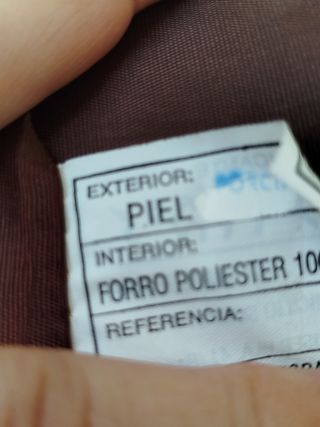 EXTERIOR:
PIEL
INTERIOR:
FORRO POLIESTER 10
REFERENCIA: